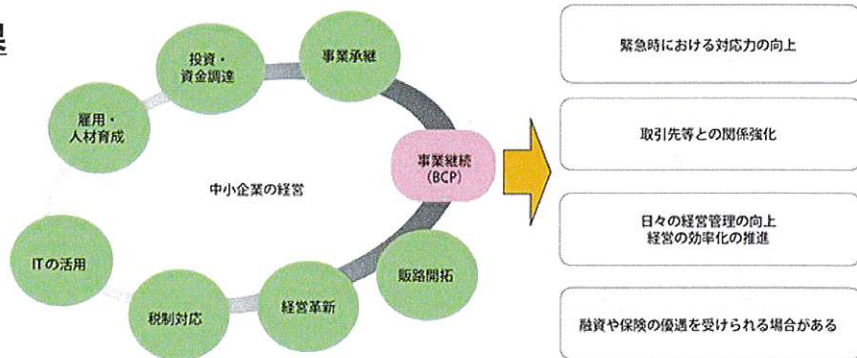 投資・
資金調達
事業承継
雇用・
人材育成
中小企業の経営
事業継続
(BCP)
ITの活用
税制対応
経営革新
販路開拓
緊急時における対応力の向上
取引先等との関係強化
日々の経営管理の向上
経営の効率化の推進
融資や保険の優遇を受けられる場合がある